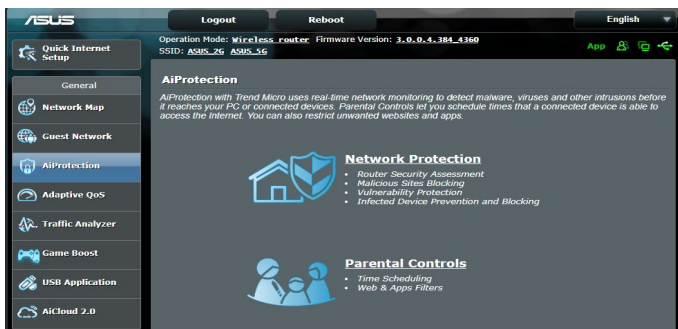 ASUS
Logout
Reboot
English
Quick Internet
Setup
Operation Mode: Wireless router Firmware Version: 3.0.0.4.384_4360
SSID: ASUS_2G ASUS_5G
App
General
Network Map
Guest Network
AiProtection
Adaptive QoS
Traffic Analyzer
Game Boost
USB Application
AiCloud 2.0
AiProtection
AiProtection with Trend Micro uses real-time network monitoring to detect malware, viruses and other intrusions before
it reaches your PC or connected devices. Parental Controls let you schedule times that a connected device is able to
access the Internet. You can also restrict unwanted websites and apps.
Network Protection
• Router Security Assessment
• Malicious Sites Blocking
• Vulnerability Protection
• Infected Device Prevention and Blocking
Parental Controls
• Time Scheduling
• Web & Apps Filters